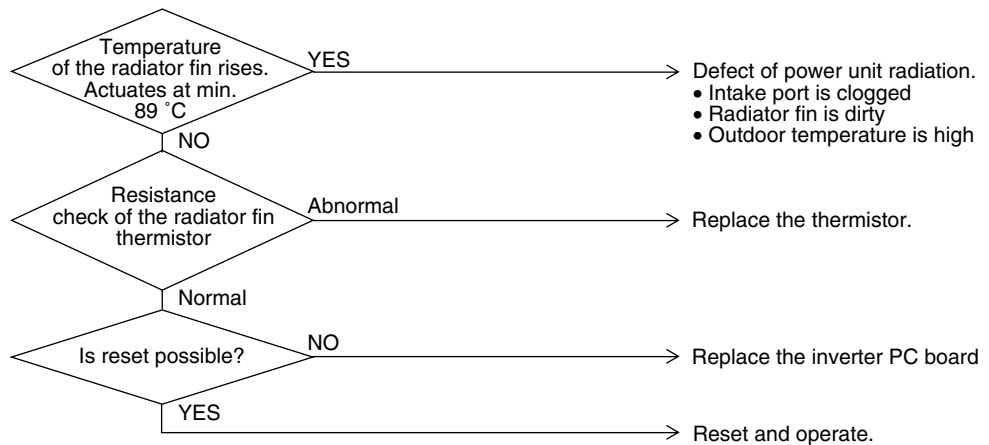 Temperature
of the radiator fin rises.
Actuates at min.
89 ˚C
YES
Defect of power unit radiation.
• Intake port is clogged
• Radiator fin is dirty
• Outdoor temperature is high
NO
Resistance
check of the radiator fin
thermistor
Abnormal
Replace the thermistor.
Normal
Is reset possible?
NO
Replace the inverter PC board
YES
Reset and operate.